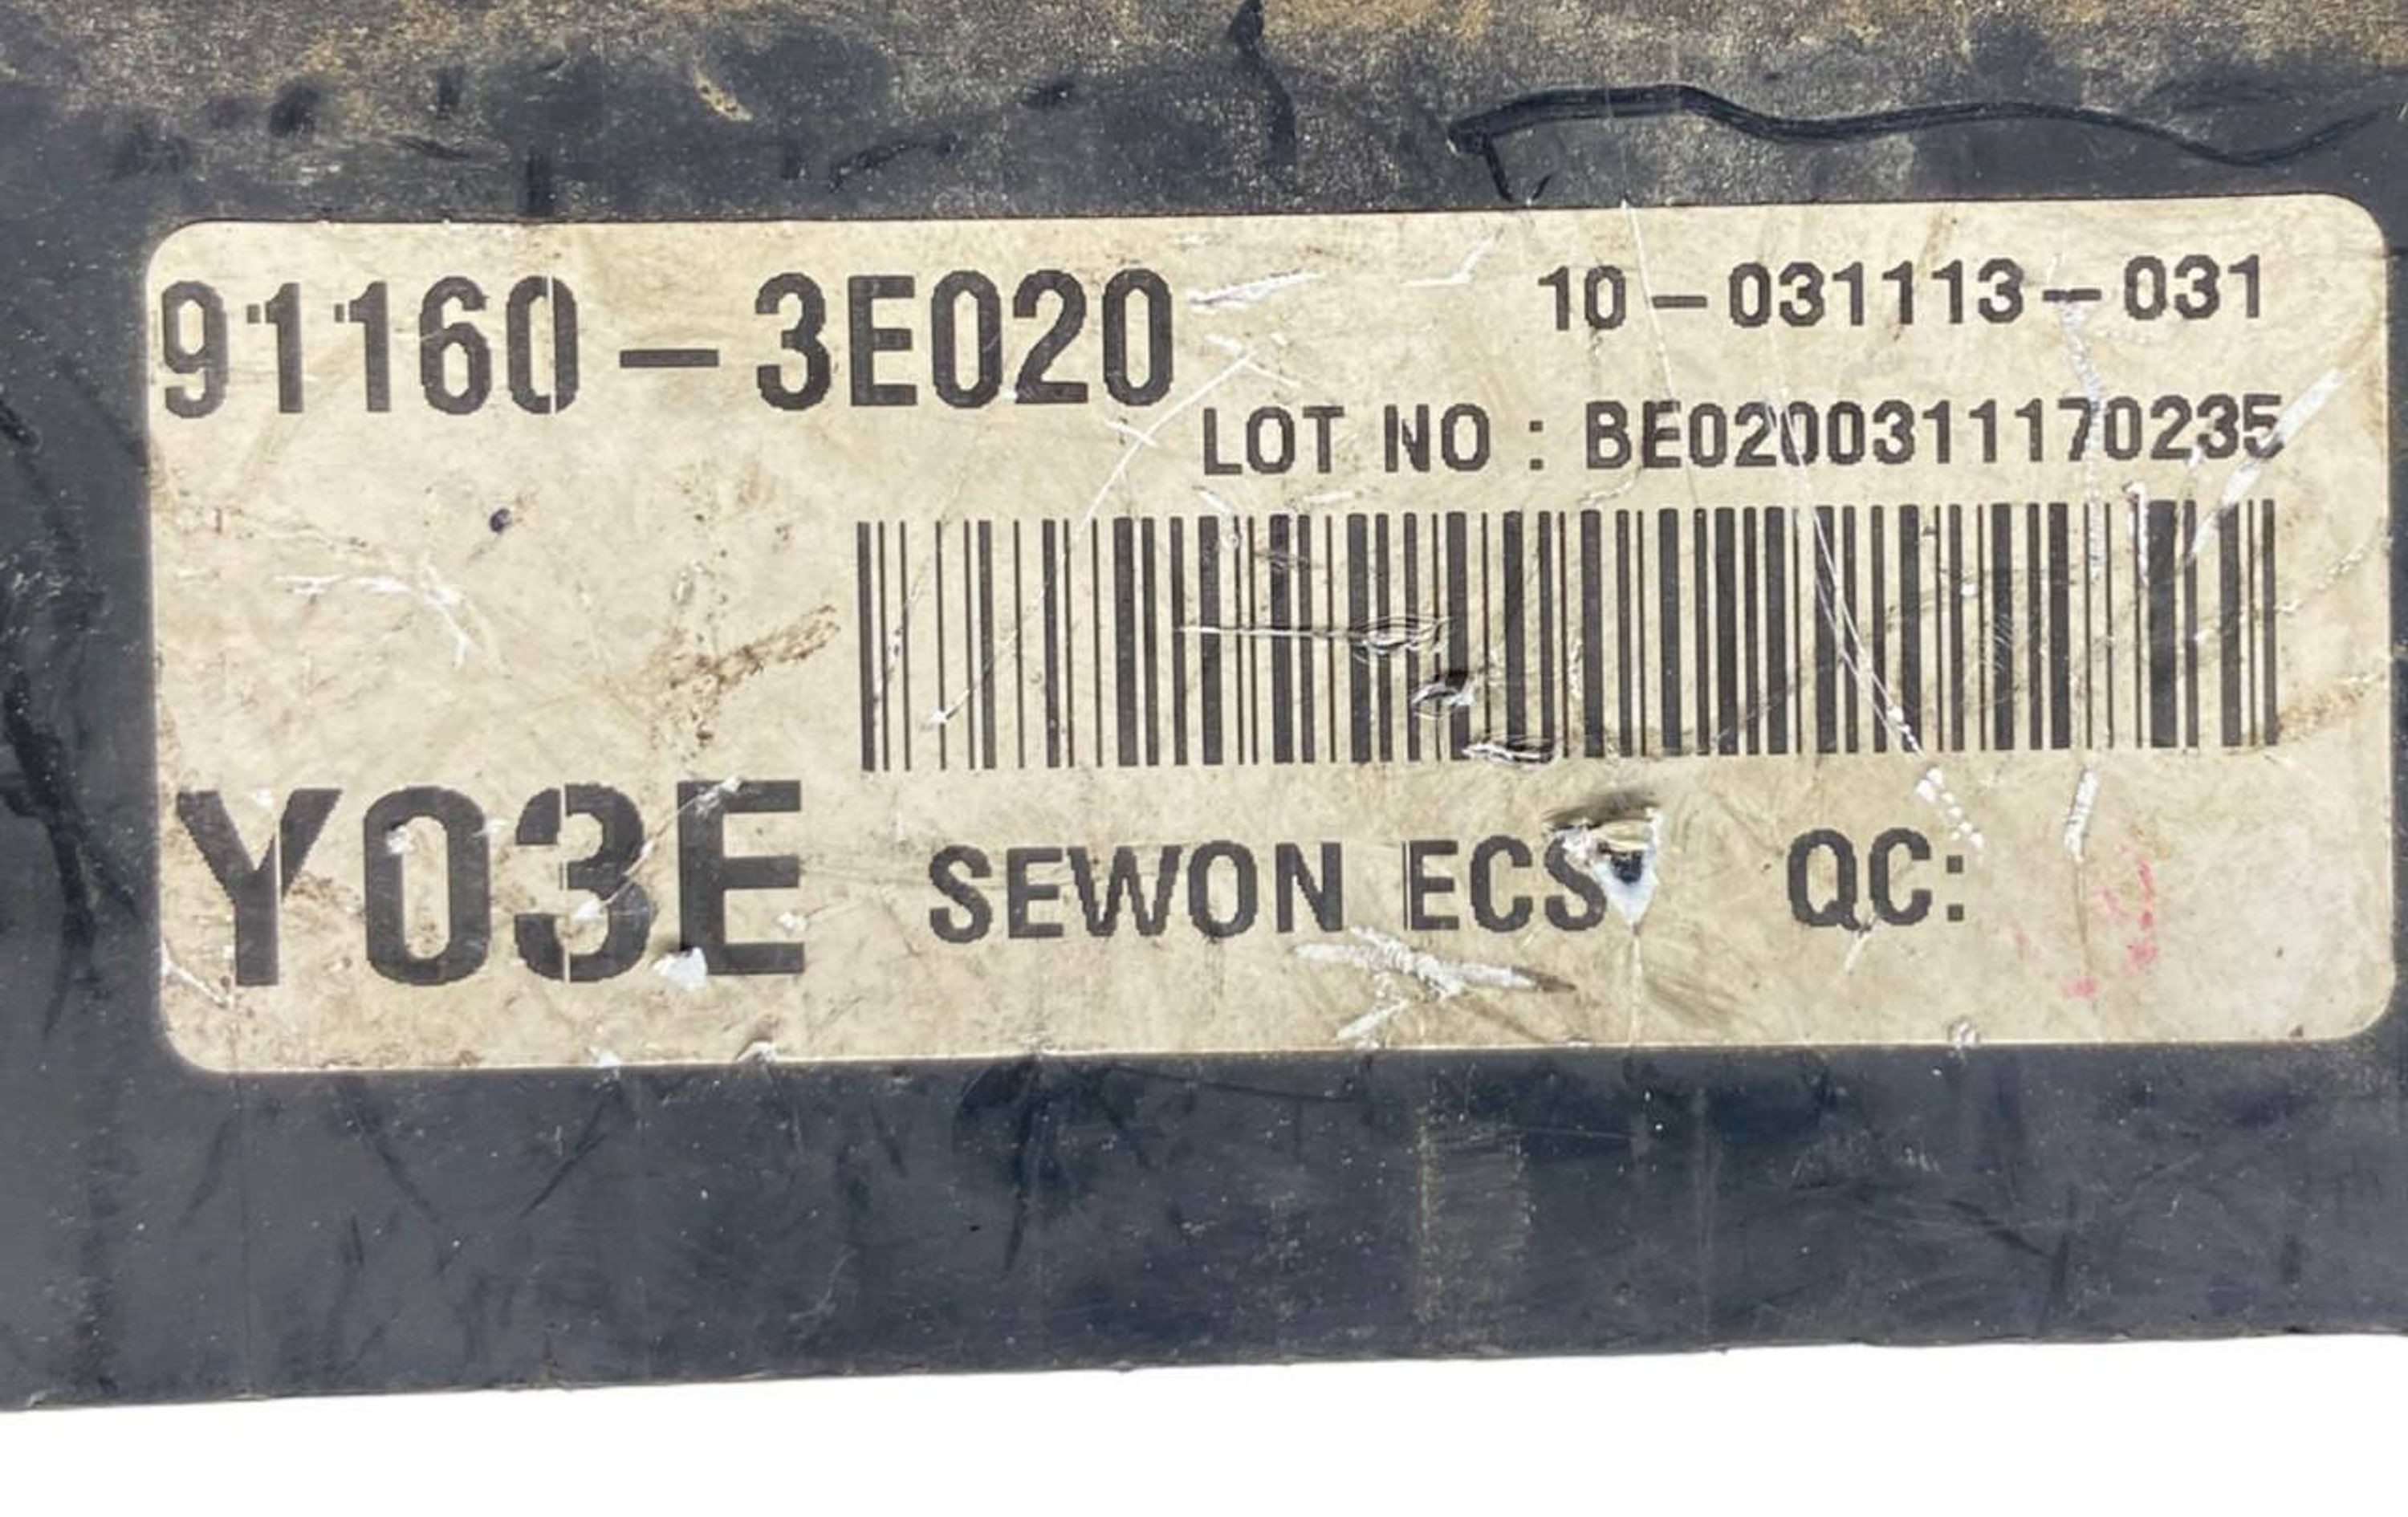 91160-3E020
10-031113-031
LOT NO : BE0200311170235
Y03E
SEWON ECS
QC: